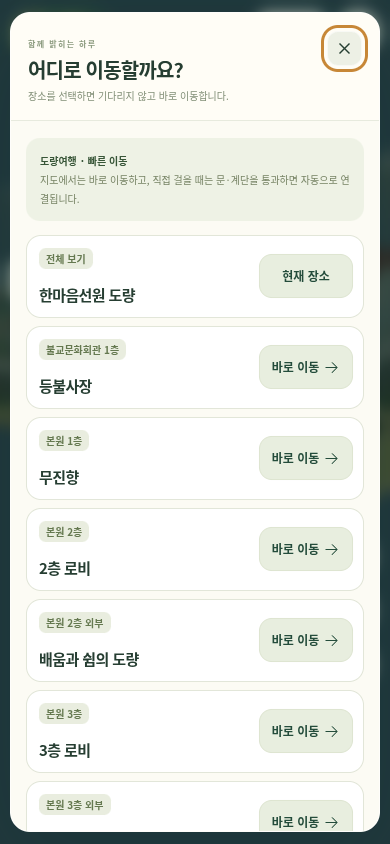 함께 밝히는 하루
어디로 이동할까요?
장소를 선택하면 기다리지 않고 바로 이동합니다.
도량여행 · 빠른 이동
지도에서는 바로 이동하고, 직접 걸을 때는 문·계단을 통과하면 자동으로 연
결됩니다.
전체 보기
한마음선원 도량
현재 장소
불교문화회관 1층
등불사장
바로 이동 →
본원 1층
무진향
바로 이동 →
본원 2층
2층 로비
바로 이동 →
본원 2층 외부
배움과 쉼의 도량
바로 이동 →
본원 3층
3층 로비
바로 이동 →
본원 3층 외부
바로 이동 →